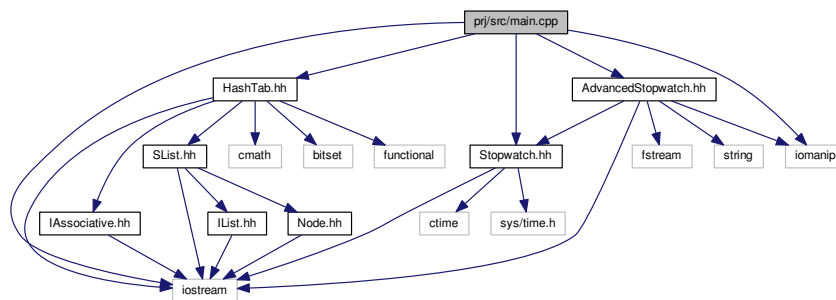 prj/src/main.cpp
HashTab.hh
AdvancedStopwatch.hh
SList.hh
cmath
bitset
functional
Stopwatch.hh
fstream
string
iomanip
IAssociative.hh
IList.hh
Node.hh
ctime
sys/time.h
iostream